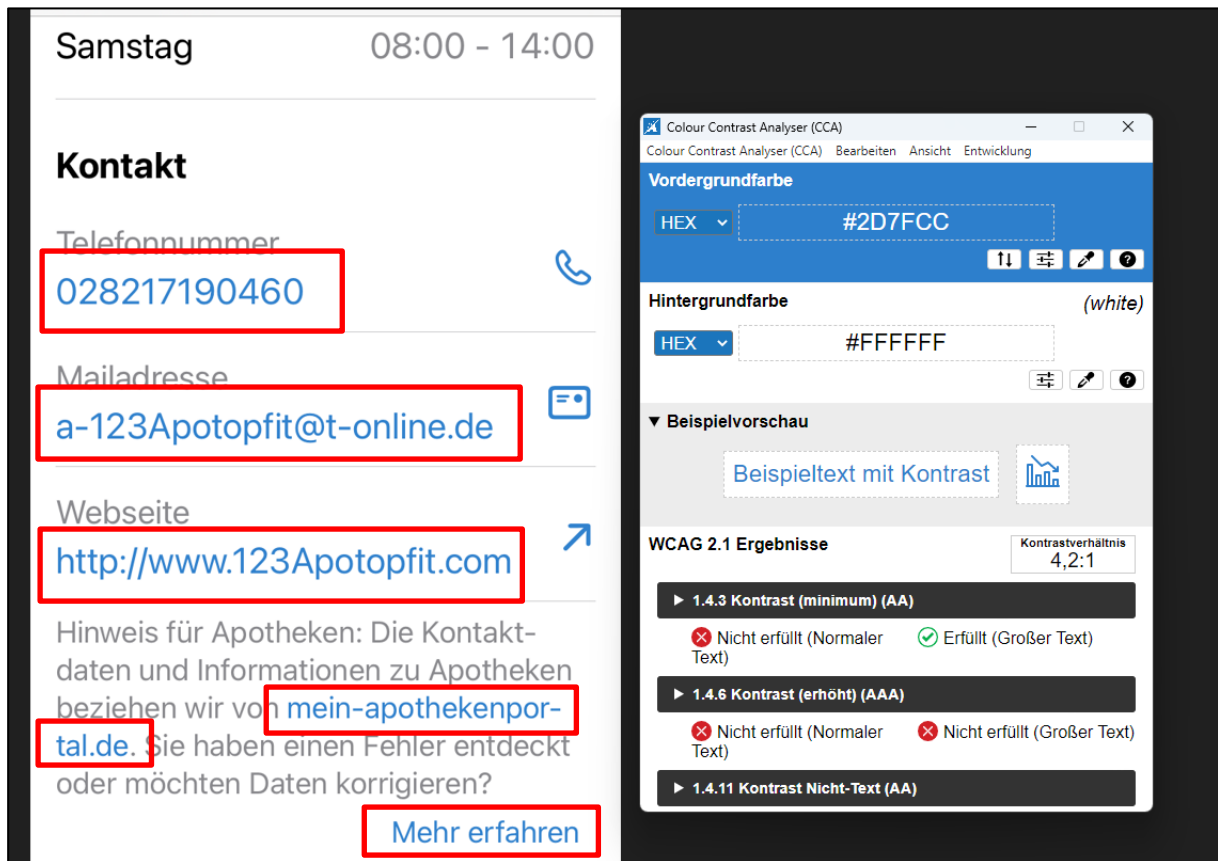 Samstag 08:00 - 14:00
Kontakt
Telefonnummer
028217190460
Mailadresse
a-123Apotopfit@t-online.de
Webseite
http://www.123Apotopfit.com
Hinweis für Apotheken: Die Kontakt-
daten und Informationen zu Apotheken
beziehen wir von mein-apothekenpor-
tal.de. Sie haben einen Fehler entdeckt
oder möchten Daten korrigieren?
Mehr erfahren
Colour Contrast Analyser (CCA)
Colour Contrast Analyser (CCA) Bearbeiten Ansicht Entwicklung
Vordergrundfarbe
HEX #2D7FCC
Hintergrundfarbe (white)
HEX #FFFFFF
▼ Beispielvorschau
Beispieltext mit Kontrast
WCAG 2.1 Ergebnisse
Kontrastverhältnis
4,2:1
▶ 1.4.3 Kontrast (minimum) (AA)
Nicht erfüllt (Normaler Text)
Erfüllt (Großer Text)
▶ 1.4.6 Kontrast (erhöht) (AAA)
Nicht erfüllt (Normaler Text)
Nicht erfüllt (Großer Text)
▶ 1.4.11 Kontrast Nicht-Text (AA)